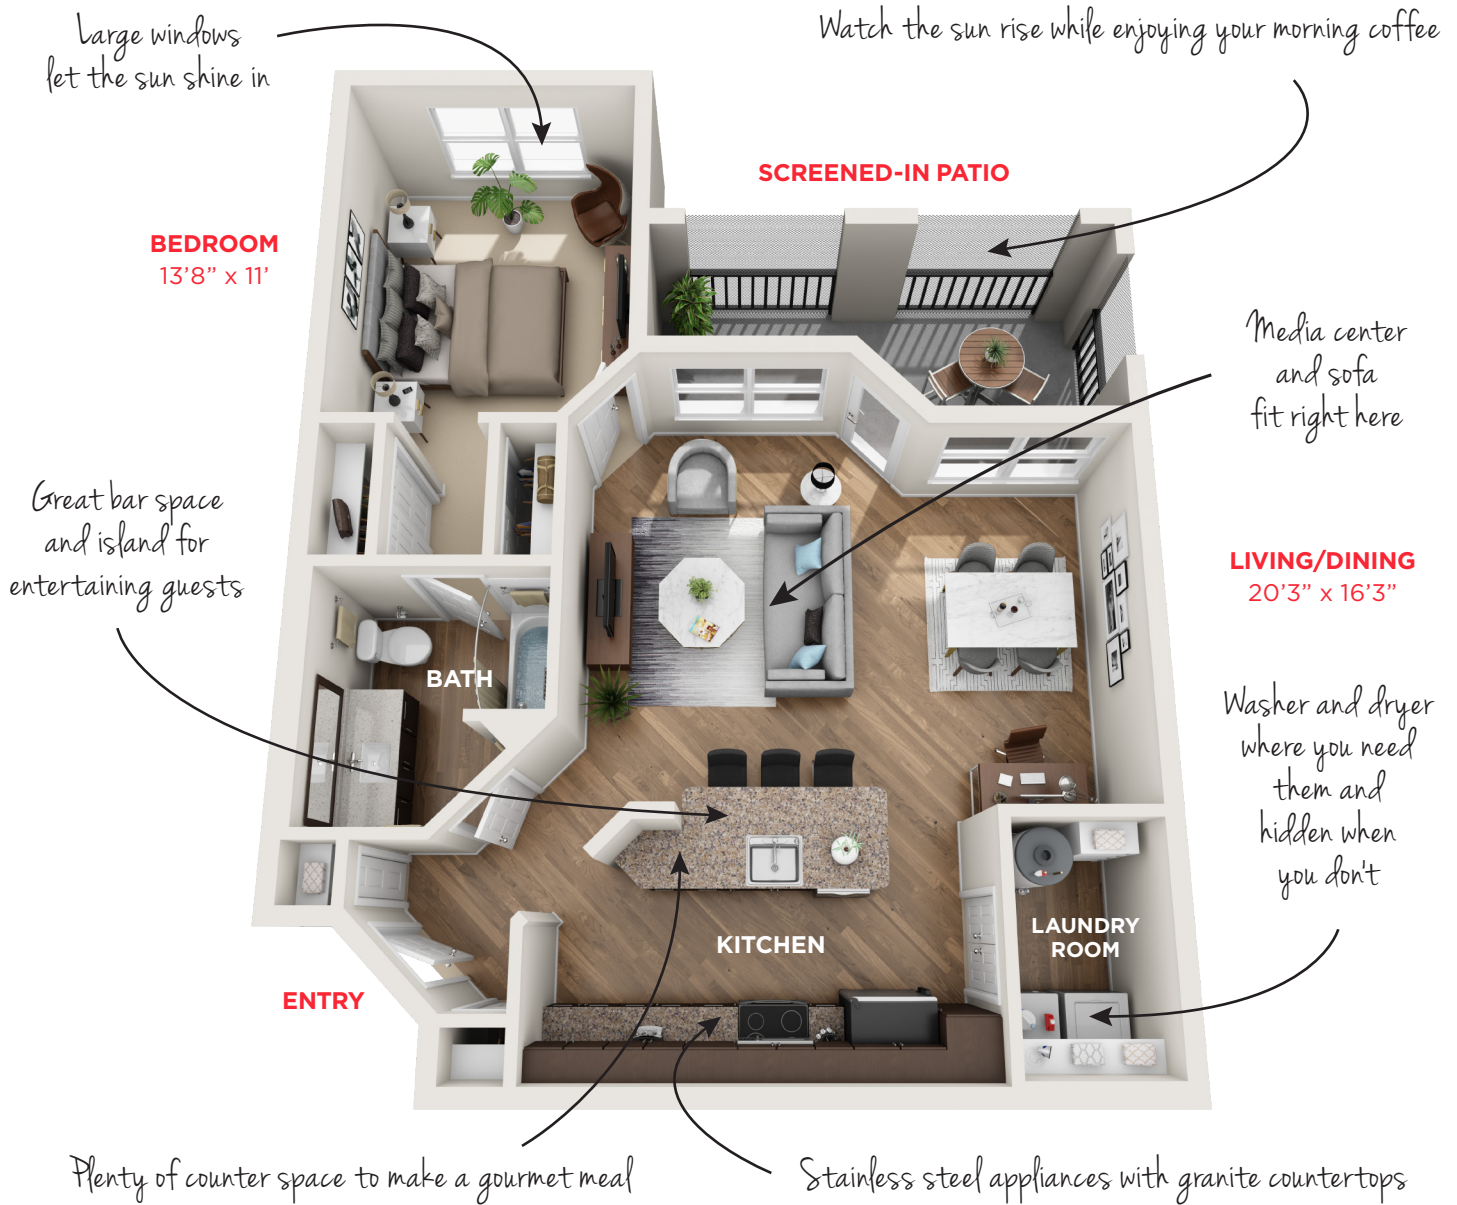 Large windows
let the sun shine in
Watch the sun rise while enjoying your morning coffee
SCREENED-IN PATIO
BEDROOM
13’8” x 11’
Media center
and sofa
fit right here
Great bar space
and island for
entertaining guests
LIVING/DINING
20’3” x 16’3”
BATH
Washer and dryer
where you need
them and
hidden when
you don't
LAUNDRY
ROOM
KITCHEN
ENTRY
Plenty of counter space to make a gourmet meal
Stainless steel appliances with granite countertops